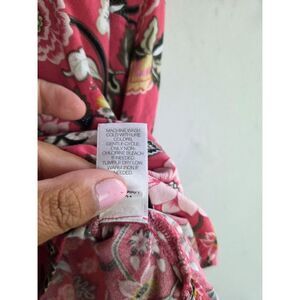 MACHINE WASH
COLD WITH LIKE
COLORS,
GENTLE CYCLE.
ONLY NON-
CHLORINE BLEACH
IF NEEDED.
TUMBLE DRY LOW.
WARM IRON IF
NEEDED.